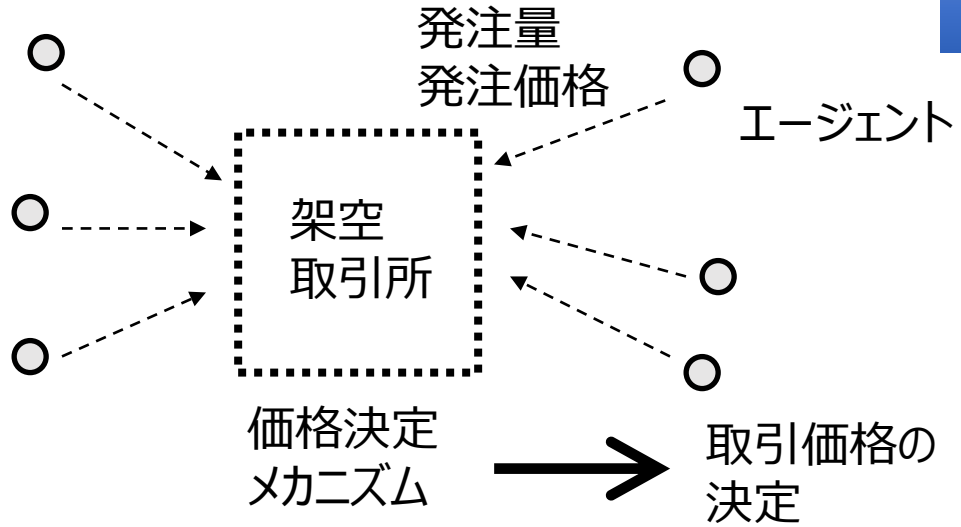 発注量
発注価格
エージェント
架空
取引所
価格決定
メカニズム
取引価格の
決定